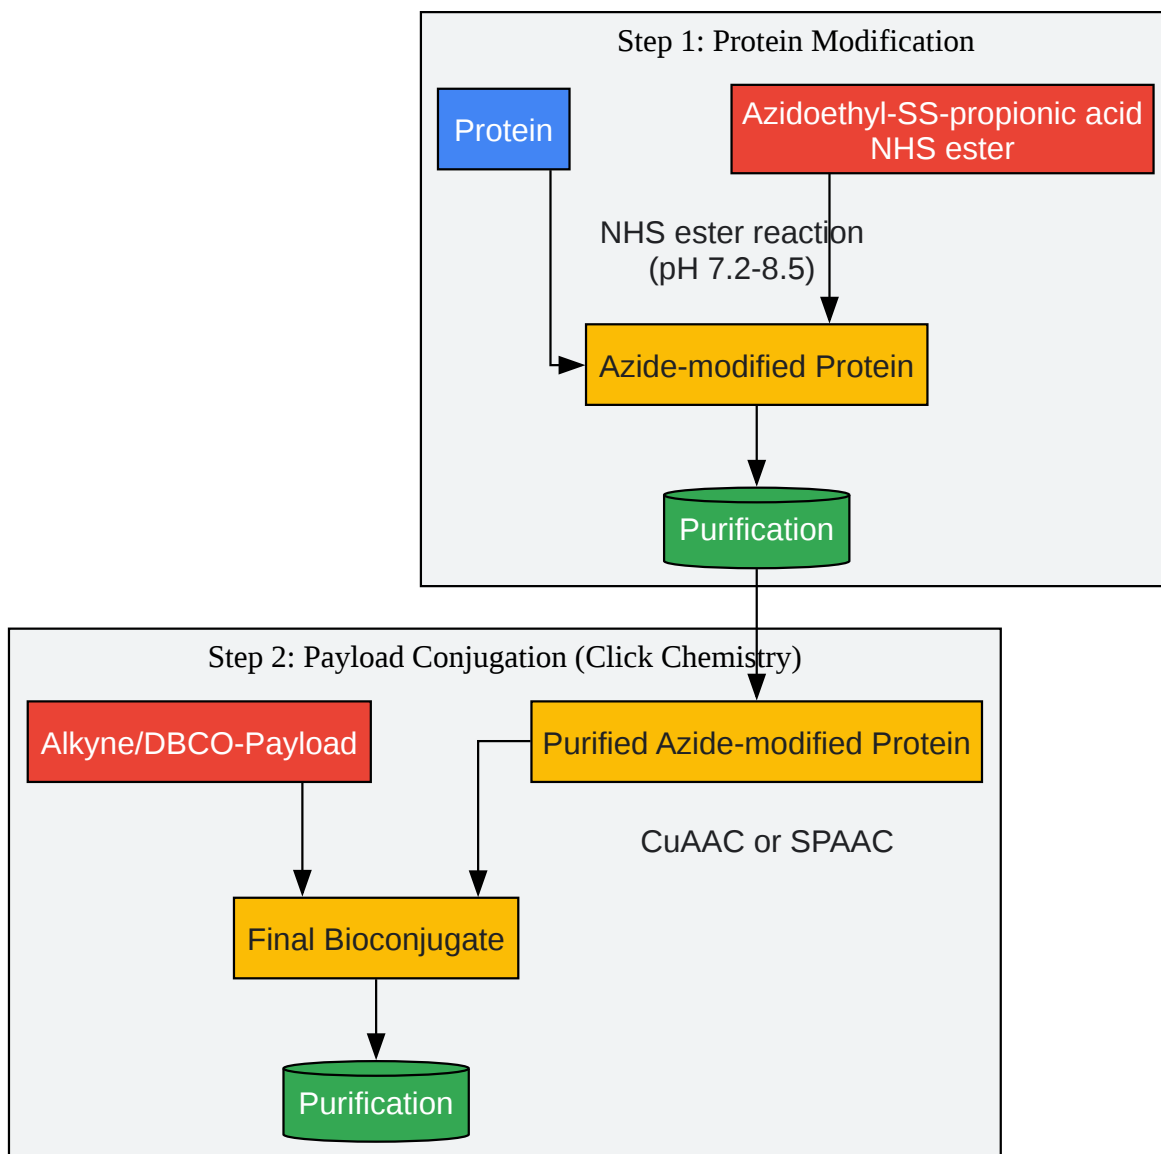 Step 1: Protein Modification
Protein
Azidoethyl-SS-propionic acid
NHS ester
NHS ester reaction
(pH 7.2-8.5)
Azide-modified Protein
Purification
Step 2: Payload Conjugation (Click Chemistry)
Alkyne/DBCO-Payload
Purified Azide-modified Protein
CuAAC or SPAAC
Final Bioconjugate
Purification